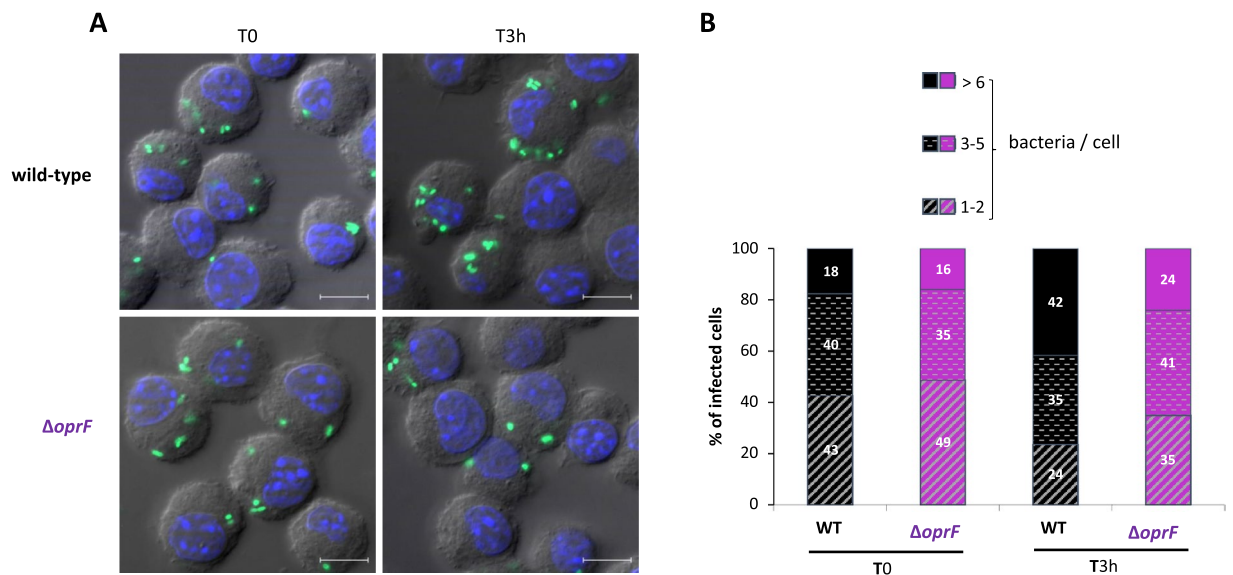 A
T0
T3h
wild-type
ΔoprF
B
> 6
3-5
1-2
bacteria / cell
% of infected cells
100
80
60
40
20
0
18
40
43
16
35
49
42
35
24
24
41
35
WT
ΔoprF
WT
ΔoprF
T0
T3h